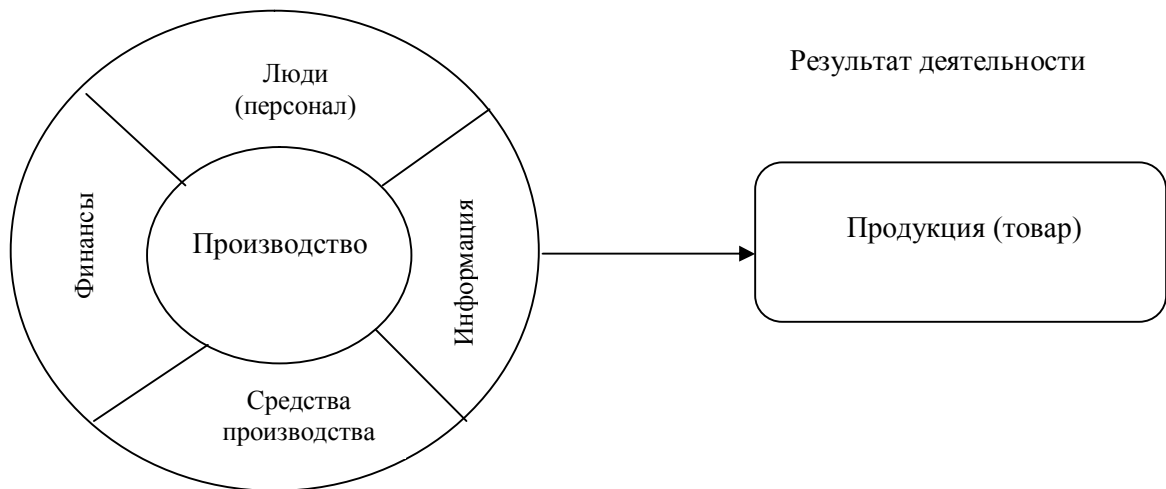 Люди
(персонал)
Результат деятельности
Финансы
Производство
Информация
Продукция (товар)
Средства
производства